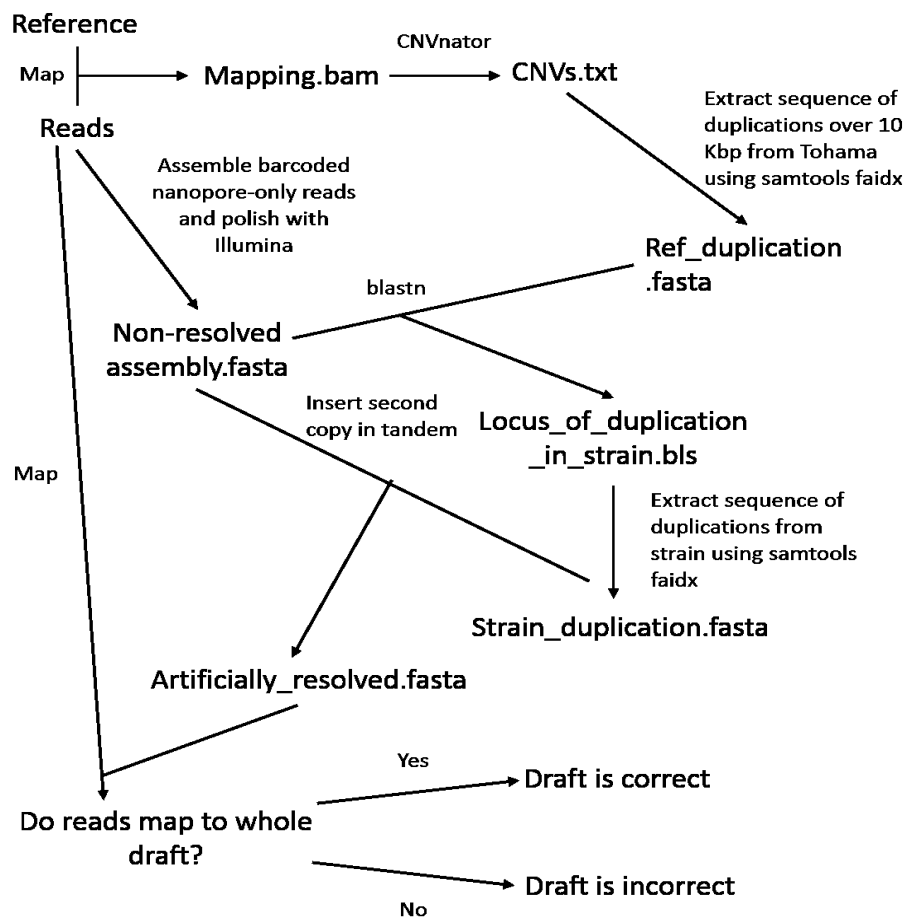 Reference
CNVnator
Map
Mapping.bam
CNVs.txt
Reads
Extract sequence of
duplications over 10
Kbp from Tohama
using samtools faidx
Assemble barcoded
nanopore-only reads
and polish with
Illumina
Ref_duplication
.fasta
blastn
Non-resolved
assembly.fasta
Insert second
copy in tandem
Locus_of_duplication
_in_strain.bls
Map
Extract sequence of
duplications from
strain using samtools
faidx
Strain_duplication.fasta
Artificially_resolved.fasta
Yes
Draft is correct
Do reads map to whole
draft?
Draft is incorrect
No